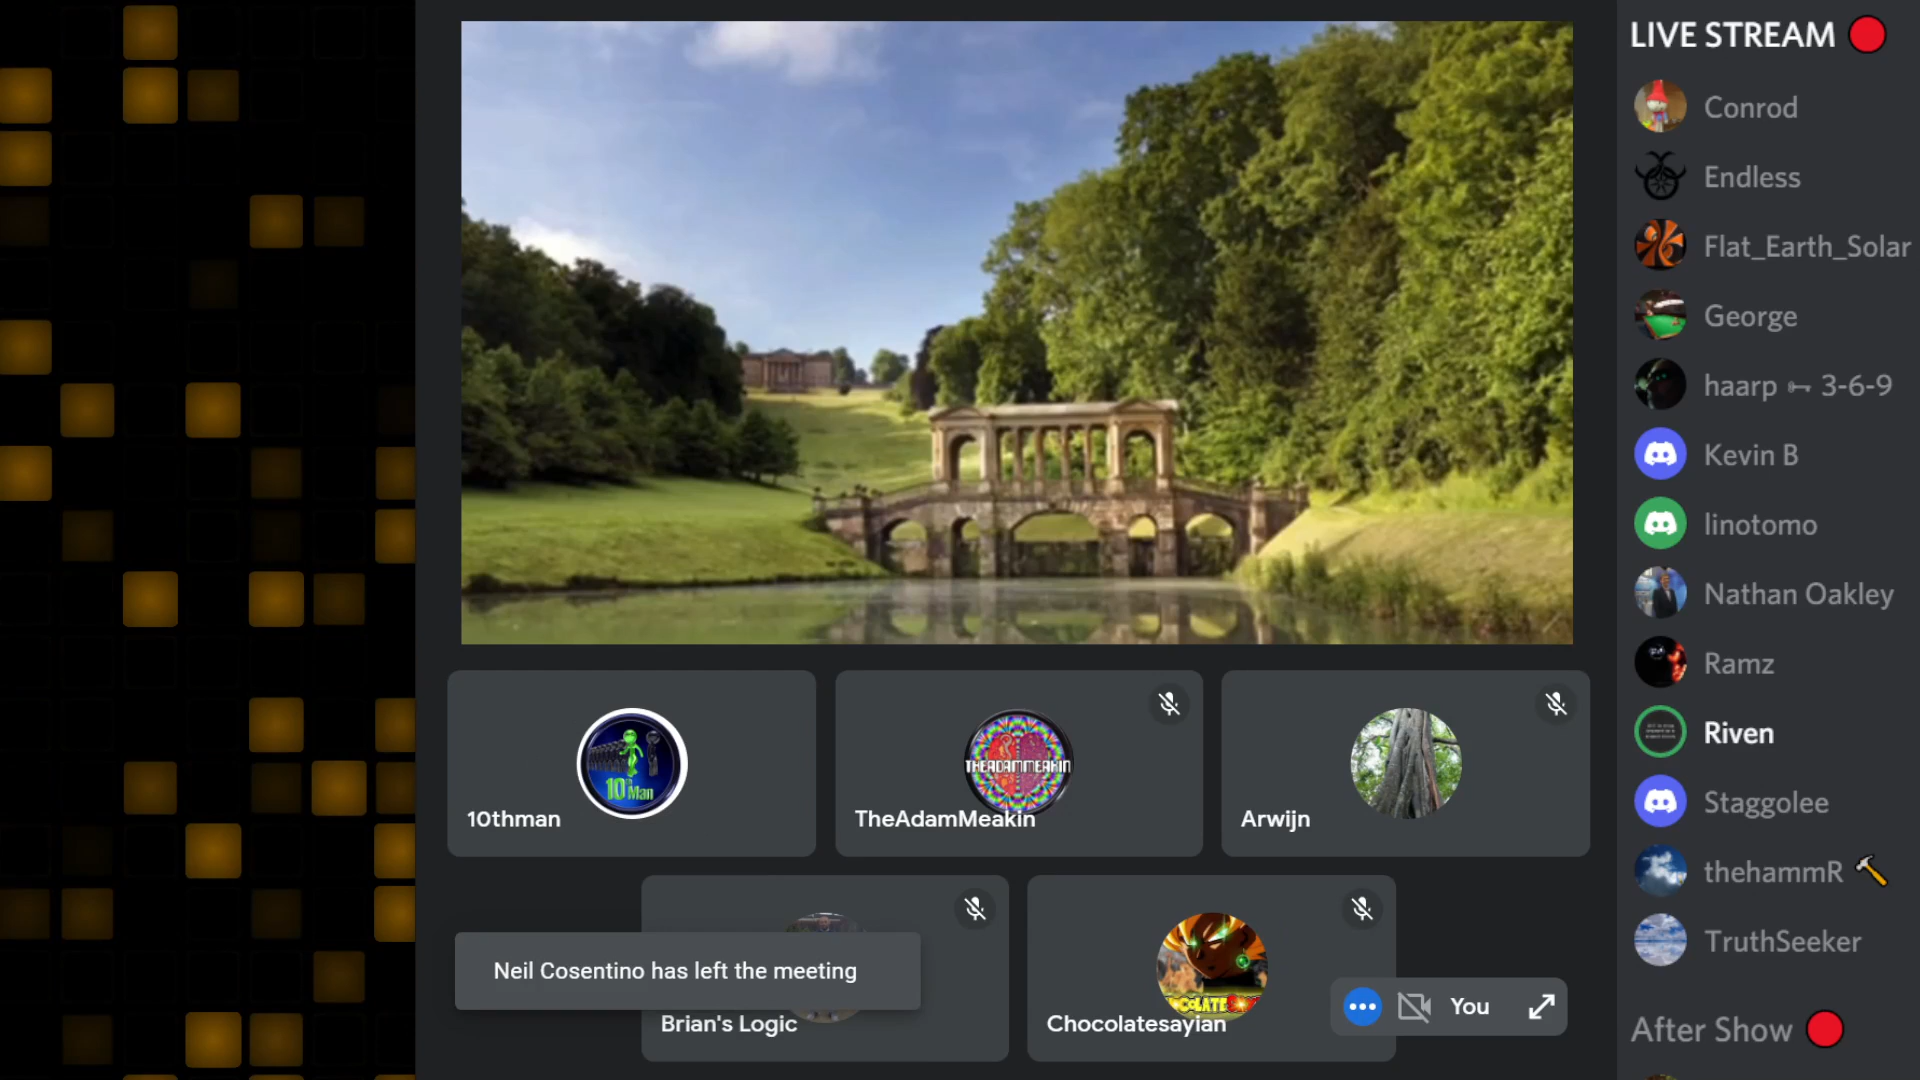 LIVE STREAM
Conrod
Endless
Flat_Earth_Solar
George
haarp 3-6-9
Kevin B
linotomo
Nathan Oakley
Ramz
Riven
Staggolee
thehammR
TruthSeeker
After Show
10th
Man
10thman
THEADAMMEAKIN
TheAdamMeakin
Arwijn
Neil Cosentino has left the meeting
Brian's Logic
Chocolatesayian
You